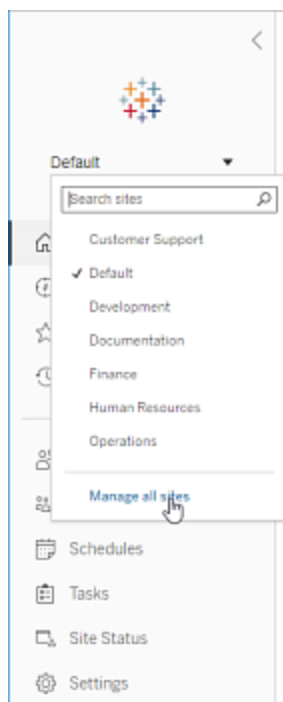 Default
Search sites
Customer Support
Default
Development
Documentation
Finance
Human Resources
Operations
Manage all sites
Schedules
Tasks
Site Status
Settings